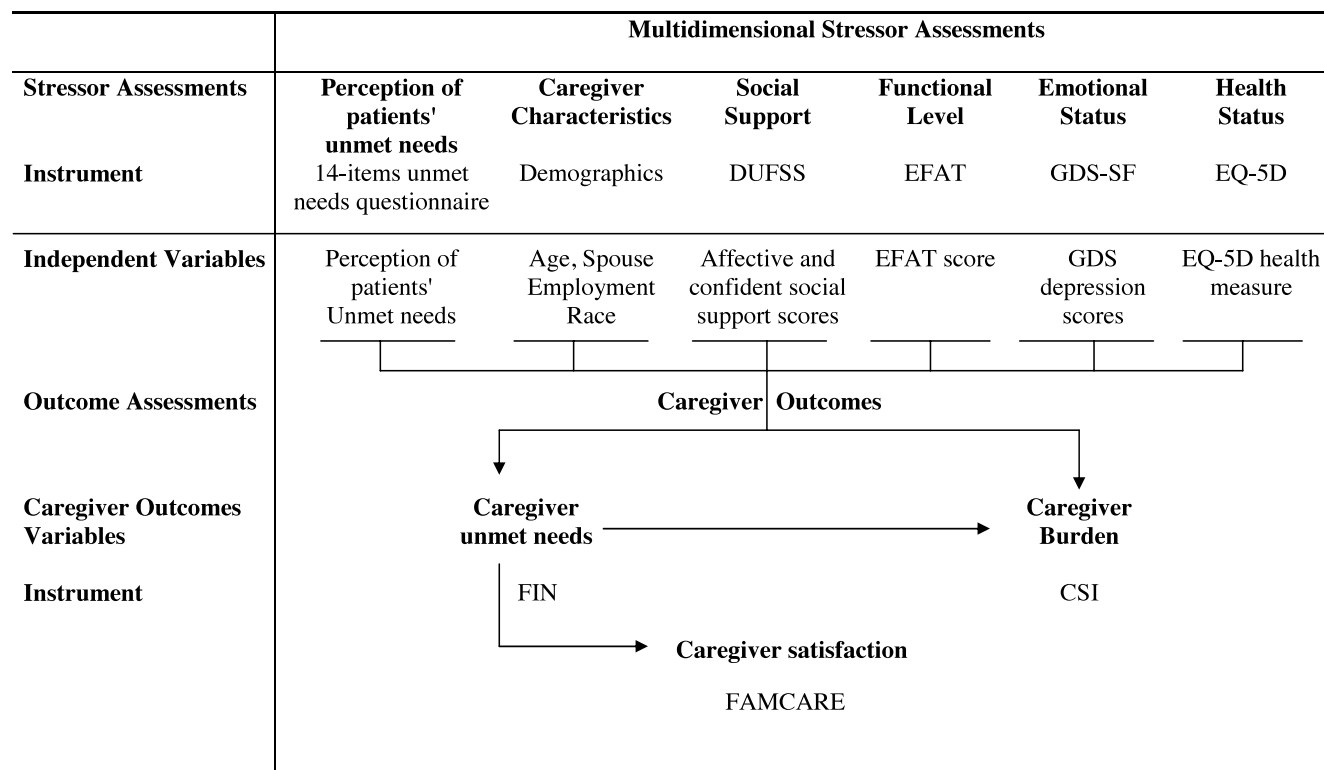 Multidimensional Stressor Assessments
Stressor Assessments
Perception of
patients'
unmet needs
Caregiver
Characteristics
Social
Support
Functional
Level
Emotional
Status
Health
Status
Instrument
14-items unmet
needs questionnaire
Demographics
DUFSS
EFAT
GDS-SF
EQ-5D
Independent Variables
Perception of
patients'
Unmet needs
Age, Spouse
Employment
Race
Affective and
confident social
support scores
EFAT score
GDS
depression
scores
EQ-5D health
measure
Outcome Assessments
Caregiver Outcomes
Caregiver Outcomes
Variables
Caregiver
unmet needs
Caregiver
Burden
Instrument
FIN
CSI
Caregiver satisfaction
FAMCARE